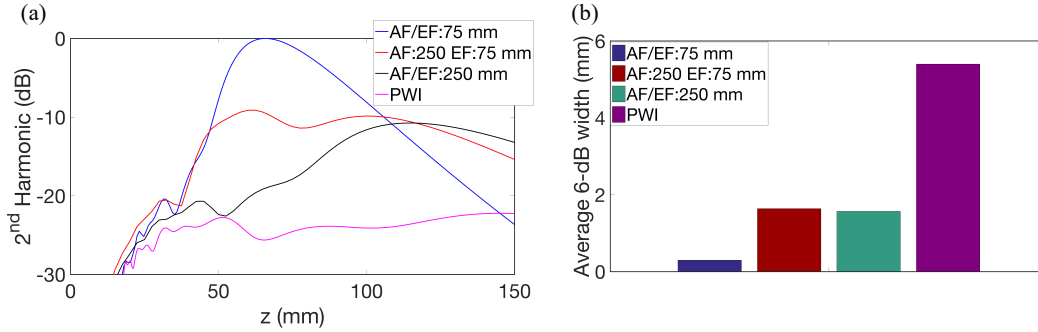 (a)
AF/EF:75 mm
AF:250 EF:75 mm
AF/EF:250 mm
PWI
0
-10
-20
-30
2nd Harmonic (dB)
0
50
100
150
z (mm)
(b)
AF/EF:75 mm
AF:250 EF:75 mm
AF/EF:250 mm
PWI
6
4
2
0
Average 6-dB width (mm)